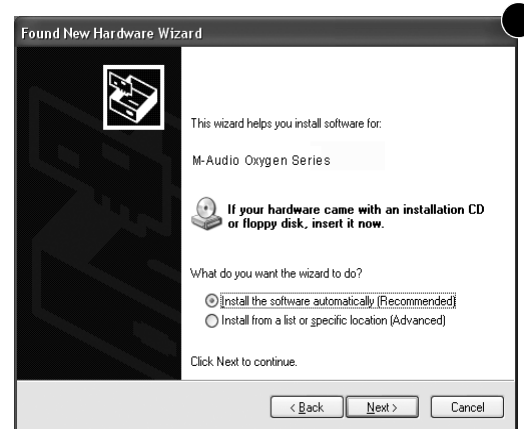 Found New Hardware Wizard
This wizard helps you install software for:
M-Audio Oxygen Series
If your hardware came with an installation CD
or floppy disk, insert it now.
What do you want the wizard to do?
Install the software automatically (Recommended)
Install from a list or specific location (Advanced)
Click Next to continue.
< Back Next > Cancel